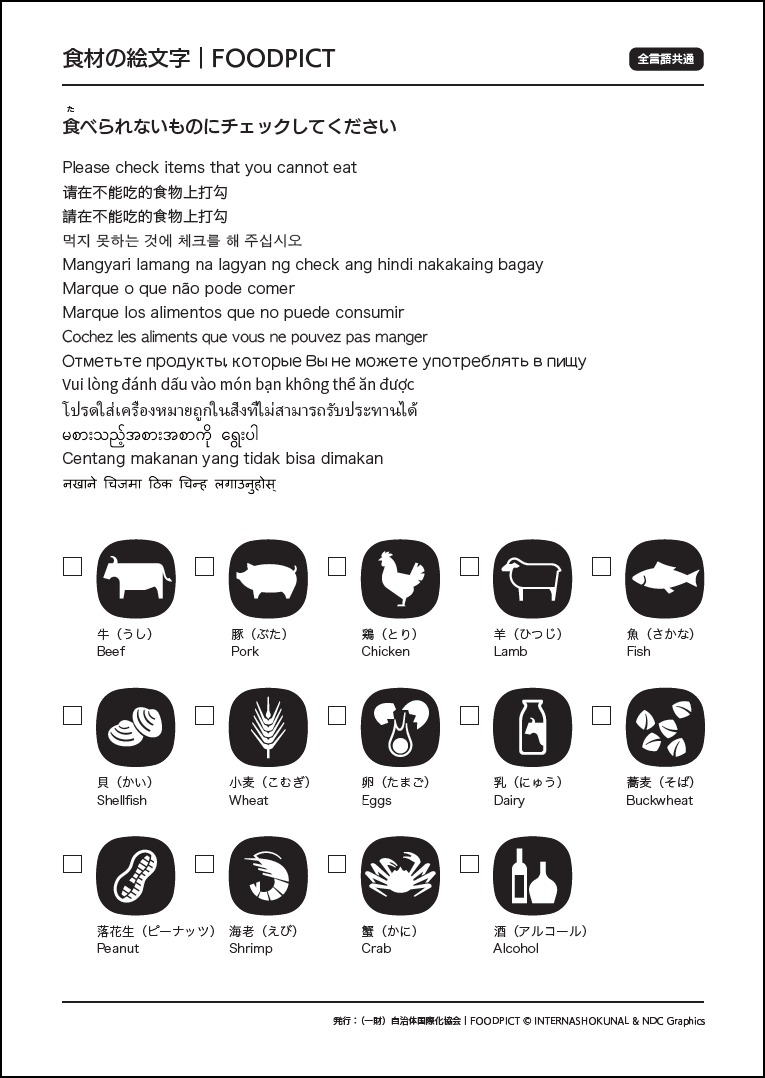 食材の絵文字｜FOODPICT
全言語共通
た
食べられないものにチェックしてください
Please check items that you cannot eat
请在不能吃的食物上打勾
請在不能吃的食物上打勾
먹지 못하는 것에 체크를 해 주십시오
Mangyari lamang na lagyan ng check ang hindi nakakaing bagay
Marque o que não pode comer
Marque los alimentos que no puede consumir
Cochez les aliments que vous ne pouvez pas manger
Отметьте продукты, которые Вы не можете употреблять в пищу
Vui lòng đánh dấu vào món bạn không thể ăn được
โปรดใส่เครื่องหมายถูกในสิ่งที่ไม่สามารถรับประทานได้
မစားသည့်အစားအစာကို ရွေးပါ
Centang makanan yang tidak bisa dimakan
नखाने चिजमा ठिक चिन्ह लगाउनुहोस्
牛（うし） 豚（ぶた） 鶏（とり） 羊（ひつじ） 魚（さかな）
Beef Pork Chicken Lamb Fish
貝（かい） 小麦（こむぎ） 卵（たまご） 乳（にゅう） 蕎麦（そば）
Shellfish Wheat Eggs Dairy Buckwheat
落花生（ピーナッツ） 海老（えび） 蟹（かに） 酒（アルコール）
Peanut Shrimp Crab Alcohol
発行：（一財）自治体国際化協会｜FOODPICT © INTERNASHOKUNAL & NDC Graphics